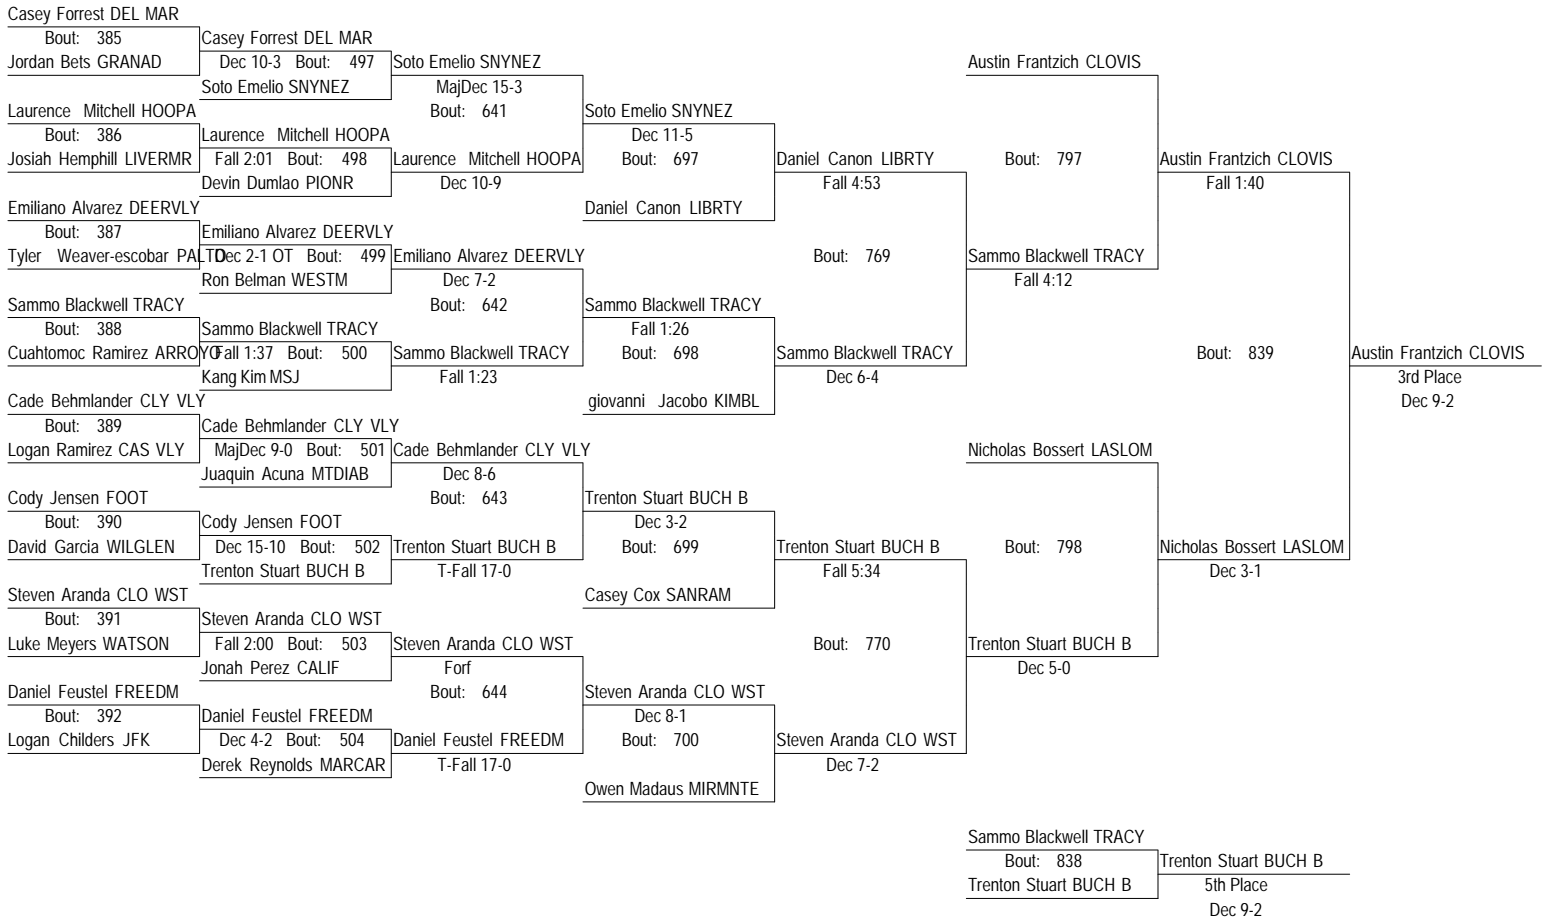 Casey Forrest DEL MAR
Bout: 385
Jordan Bets GRANAD
Laurence Mitchell HOOPA
Bout: 386
Josiah Hemphill LIVERMR
Emiliano Alvarez DEERVLY
Bout: 387
Tyler Weaver-escobar PALTO
Sammo Blackwell TRACY
Bout: 388
Cuahtomoc Ramirez ARROYO
Cade Behmlander CLY VLY
Bout: 389
Logan Ramirez CAS VLY
Cody Jensen FOOT
Bout: 390
David Garcia WILGLEN
Steven Aranda CLO WST
Bout: 391
Luke Meyers WATSON
Daniel Feustel FREEDM
Bout: 392
Logan Childers JFK
Casey Forrest DEL MAR
Dec 10-3 Bout: 497
Soto Emelio SNYNEZ
Laurence Mitchell HOOPA
Fall 2:01 Bout: 498
Devin Dumlao PIONR
Emiliano Alvarez DEERVLY
Dec 2-1 OT Bout: 499
Ron Belman WESTM
Sammo Blackwell TRACY
Fall 1:37 Bout: 500
Kang Kim MSJ
Cade Behmlander CLY VLY
MajDec 9-0 Bout: 501
Juaquin Acuna MTDIAB
Cody Jensen FOOT
Dec 15-10 Bout: 502
Trenton Stuart BUCH B
Steven Aranda CLO WST
Fall 2:00 Bout: 503
Jonah Perez CALIF
Daniel Feustel FREEDM
Dec 4-2 Bout: 504
Derek Reynolds MARCAR
Soto Emelio SNYNEZ
MajDec 15-3
Bout: 641
Laurence Mitchell HOOPA
Dec 10-9
Emiliano Alvarez DEERVLY
Dec 7-2
Bout: 642
Sammo Blackwell TRACY
Fall 1:23
Cade Behmlander CLY VLY
Dec 8-6
Bout: 643
Trenton Stuart BUCH B
T-Fall 17-0
Steven Aranda CLO WST
Forf
Bout: 644
Daniel Feustel FREEDM
T-Fall 17-0
Soto Emelio SNYNEZ
Dec 11-5
Bout: 697
Daniel Canon LIBRTY
Sammo Blackwell TRACY
Fall 1:26
Bout: 698
giovanni Jacobo KIMBL
Trenton Stuart BUCH B
Dec 3-2
Bout: 699
Casey Cox SANRAM
Steven Aranda CLO WST
Dec 8-1
Bout: 700
Owen Madaus MIRMNTE
Daniel Canon LIBRTY
Fall 4:53
Bout: 769
Sammo Blackwell TRACY
Dec 6-4
Trenton Stuart BUCH B
Fall 5:34
Bout: 770
Steven Aranda CLO WST
Dec 7-2
Austin Frantzich CLOVIS
Bout: 797
Sammo Blackwell TRACY
Fall 4:12
Nicholas Bossert LASLOM
Bout: 798
Trenton Stuart BUCH B
Dec 5-0
Austin Frantzich CLOVIS
Fall 1:40
Bout: 839
Nicholas Bossert LASLOM
Dec 3-1
Austin Frantzich CLOVIS
3rd Place
Dec 9-2
Sammo Blackwell TRACY
Bout: 838
Trenton Stuart BUCH B
Trenton Stuart BUCH B
5th Place
Dec 9-2